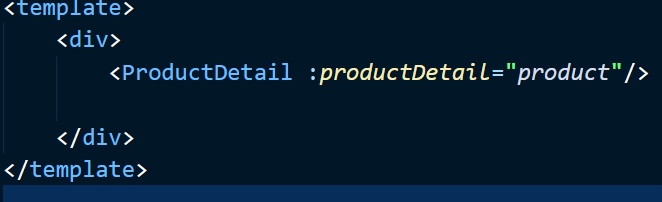 <template>
<div>
<ProductDetail :productDetail="product"/>
</div>
</template>